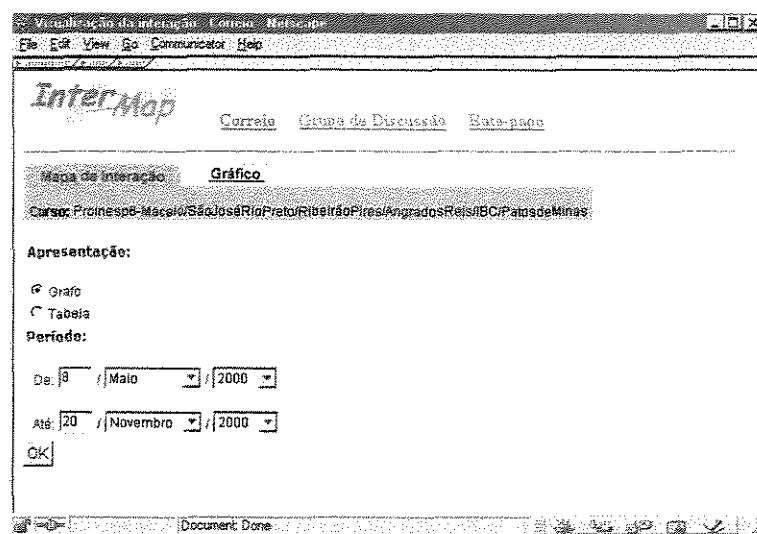 Visualização da interação - Correio - Netscape
File Edit View Go Communicator Help
InterMap
Correio Grupo de Discussão Bate-papo
Mapa de Interação Gráfico
Curso: Proinesp6-Maceió/SãoJoséRioPreto/RibeirãoPires/AngradosReis/IBC/PatosdeMinas
Apresentação:
Grafo
Tabela
Período:
De: 8 / Maio / 2000
Até: 20 / Novembro / 2000
OK
Document: Done